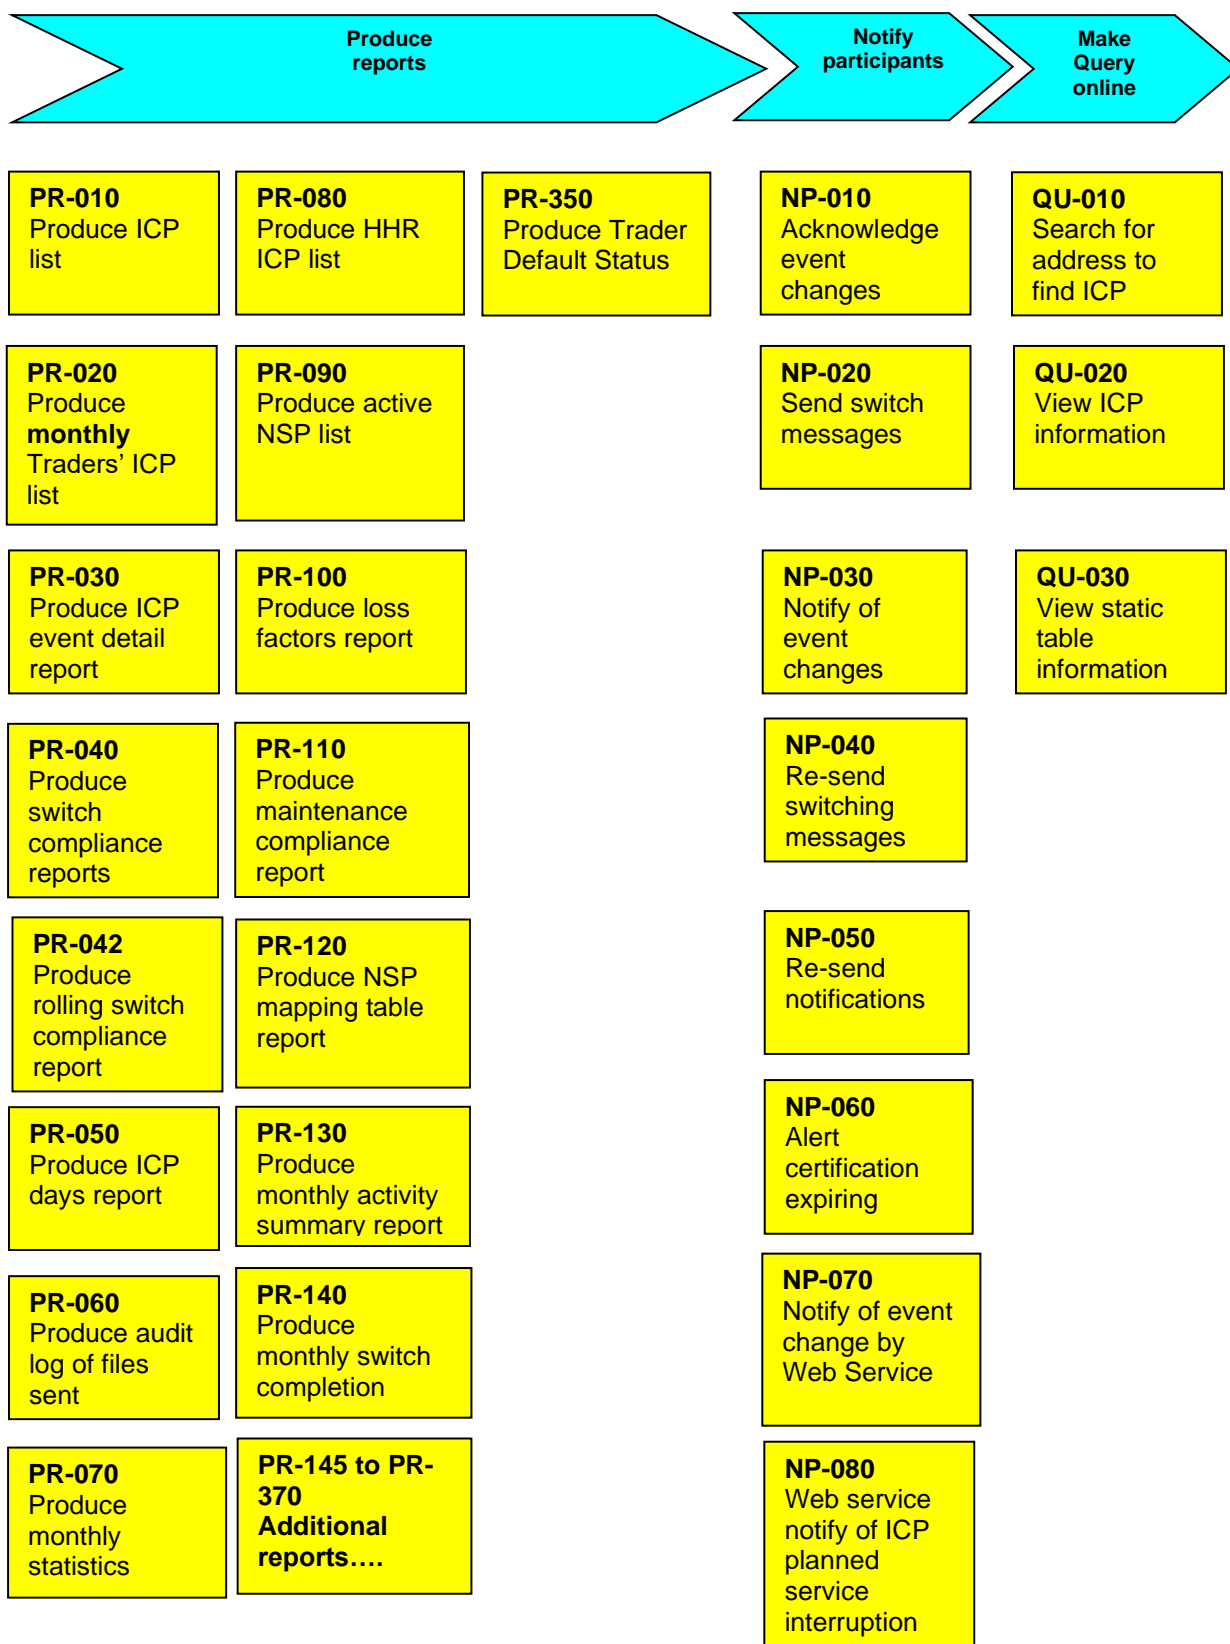 Produce
reports
Notify
participants
Make
Query
online
PR-010
Produce ICP
list
PR-080
Produce HHR
ICP list
PR-350
Produce Trader
Default Status
NP-010
Acknowledge
event
changes
QU-010
Search for
address to
find ICP
PR-020
Produce
monthly
Traders’ ICP
list
PR-090
Produce active
NSP list
NP-020
Send switch
messages
QU-020
View ICP
information
PR-030
Produce ICP
event detail
report
PR-100
Produce loss
factors report
NP-030
Notify of
event
changes
QU-030
View static
table
information
PR-040
Produce
switch
compliance
reports
PR-110
Produce
maintenance
compliance
report
NP-040
Re-send
switching
messages
PR-042
Produce
rolling switch
compliance
report
PR-120
Produce NSP
mapping table
report
NP-050
Re-send
notifications
PR-050
Produce ICP
days report
PR-130
Produce
monthly activity
summary report
NP-060
Alert
certification
expiring
PR-060
Produce audit
log of files
sent
PR-140
Produce
monthly switch
completion
NP-070
Notify of event
change by
Web Service
PR-070
Produce
monthly
statistics
PR-145 to PR-
370
Additional
reports….
NP-080
Web service
notify of ICP
planned
service
interruption